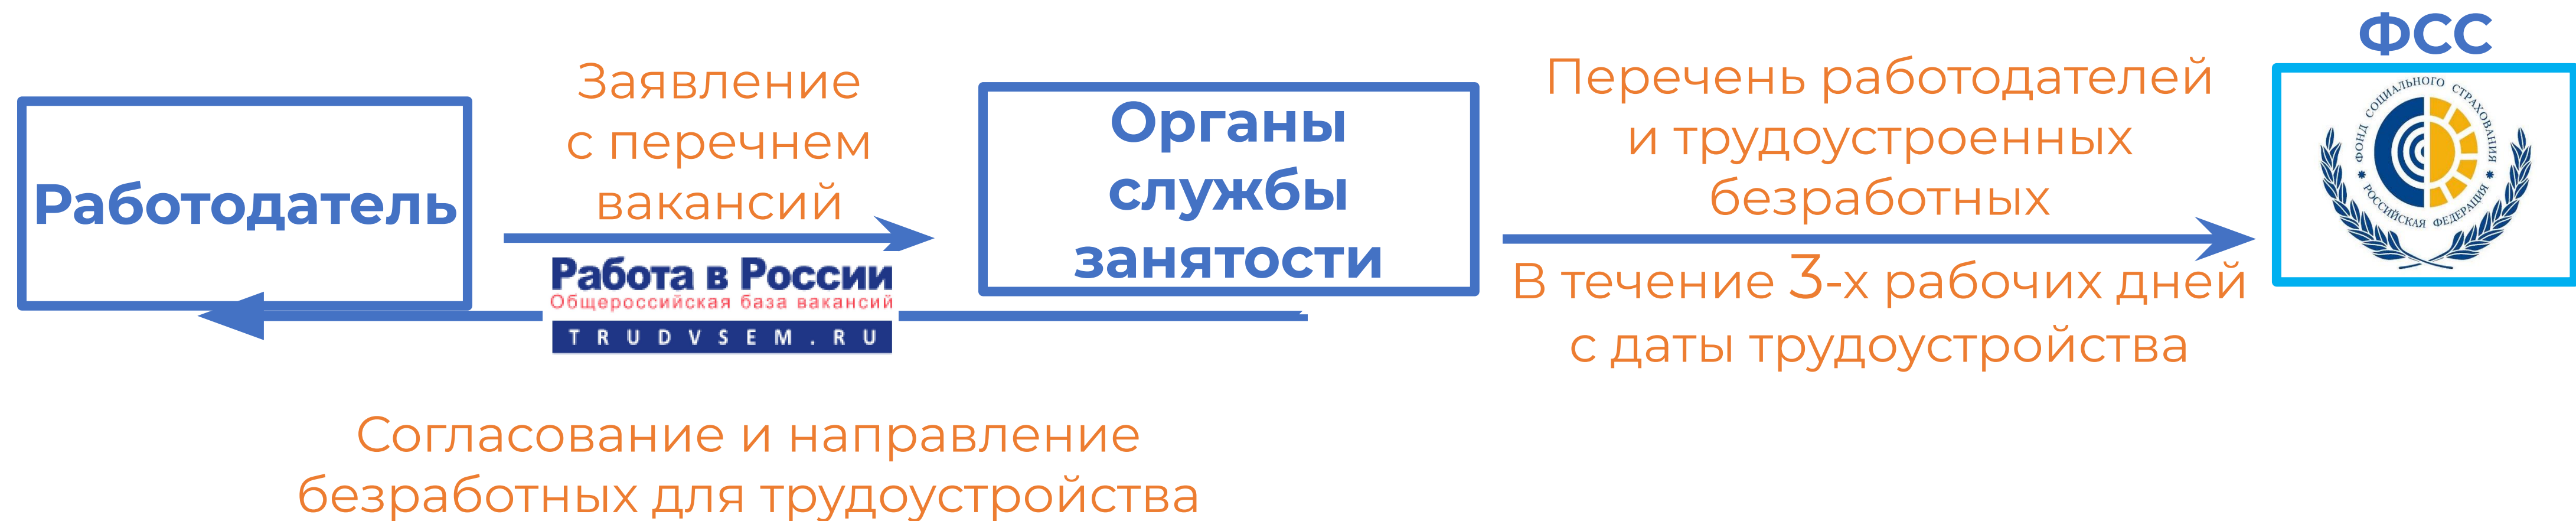 Работодатель
Заявление
с перечнем
вакансий
Работа в России
Общероссийская база вакансий
TRUDVSEM.RU
Согласование и направление
безработных для трудоустройства
Органы
службы
занятости
Перечень работодателей
и трудоустроенных
безработных
В течение 3-х рабочих дней
с даты трудоустройства
ФСС
ФОНД СОЦИАЛЬНОГО СТРАХОВАНИЯ
РОССИЙСКАЯ ФЕДЕРАЦИЯ